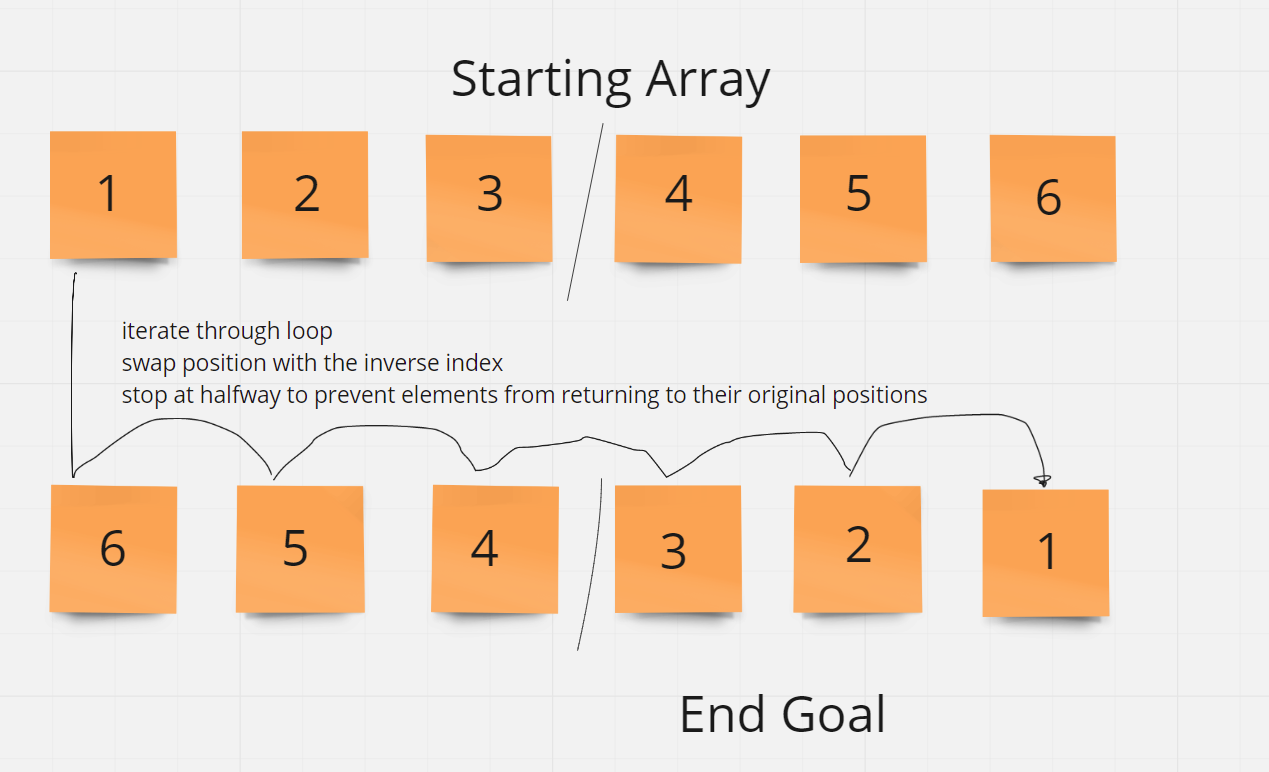 Starting Array
1 2 3 4 5 6
iterate through loop
swap position with the inverse index
stop at halfway to prevent elements from returning to their original positions
6 5 4 3 2 1
End Goal